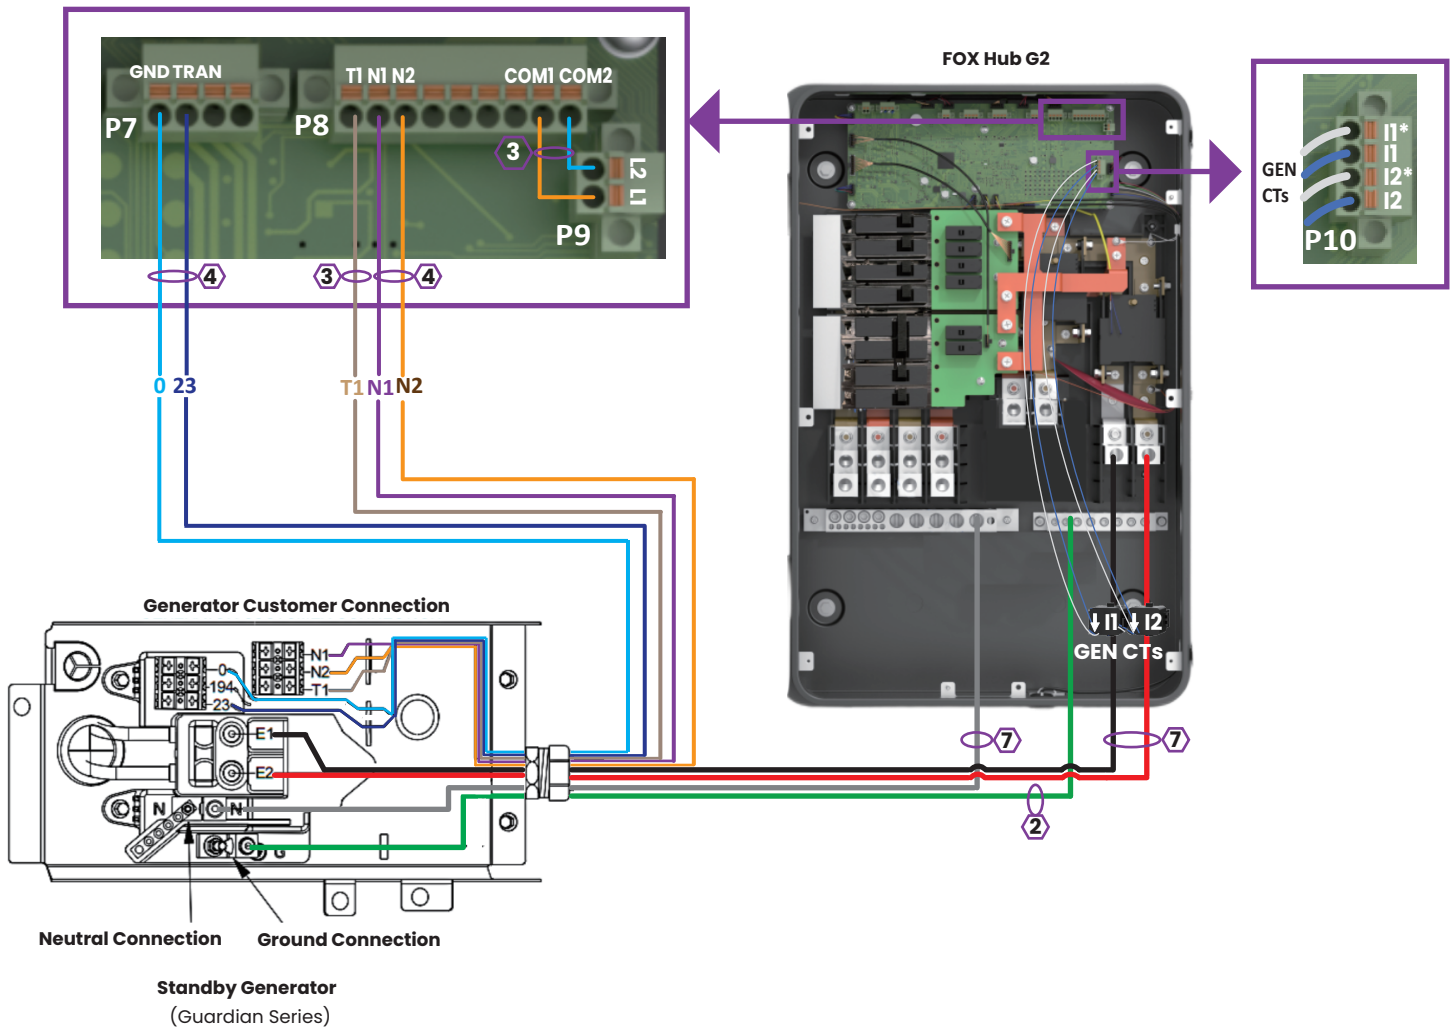 FOX Hub G2
GND TRAN
T1 N1 N2
COM1 COM2
P7
P8
3
L2
L1
P9
4
3
4
I1*
I1
I2*
I2
GEN
CTs
P10
0 23
T1 N1 N2
I1 I2
GEN CTs
7
7
2
Generator Customer Connection
0
194
23
N1
N2
T1
E1
E2
N
N
G
Neutral Connection
Ground Connection
Standby Generator
(Guardian Series)